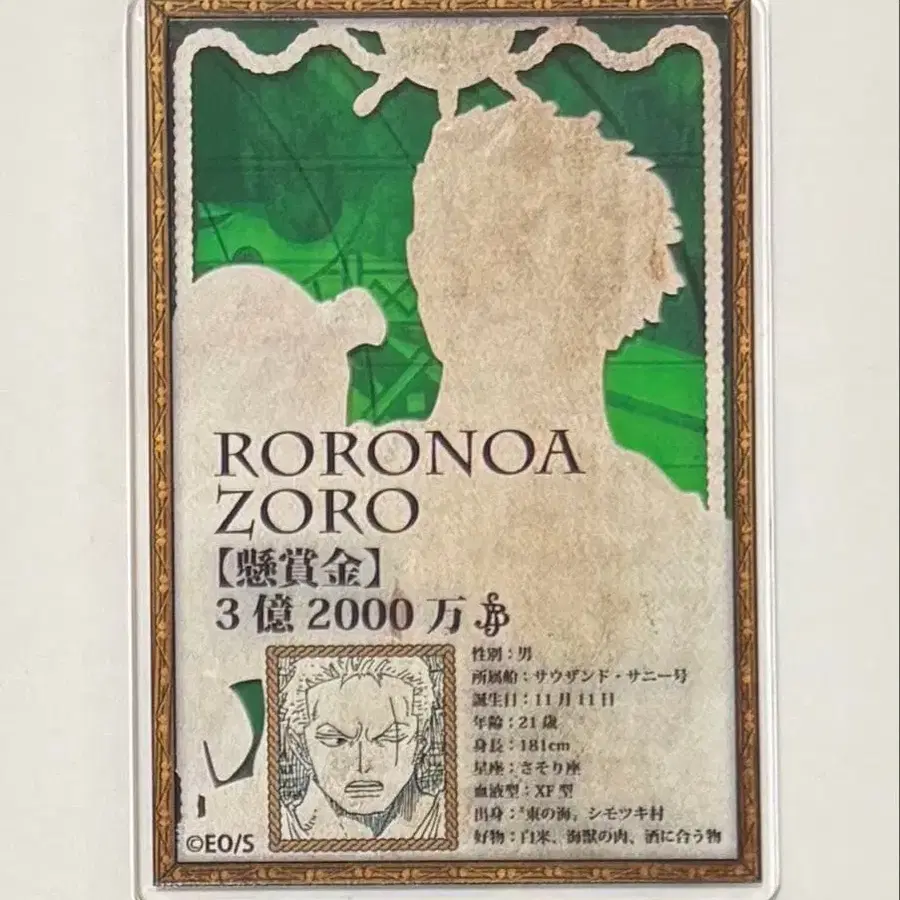 RORONOA
ZORO
【懸賞金】
3億2000万
性別:男
所属船:サウザンド・サニー号
誕生日:11月11日
年齢:21歳
身長:181cm
星座:さそり座
血液型:XF型
出身:"東の海、シモツキ村
好物:白米、海獣の肉、酒に合う物
©EO/S